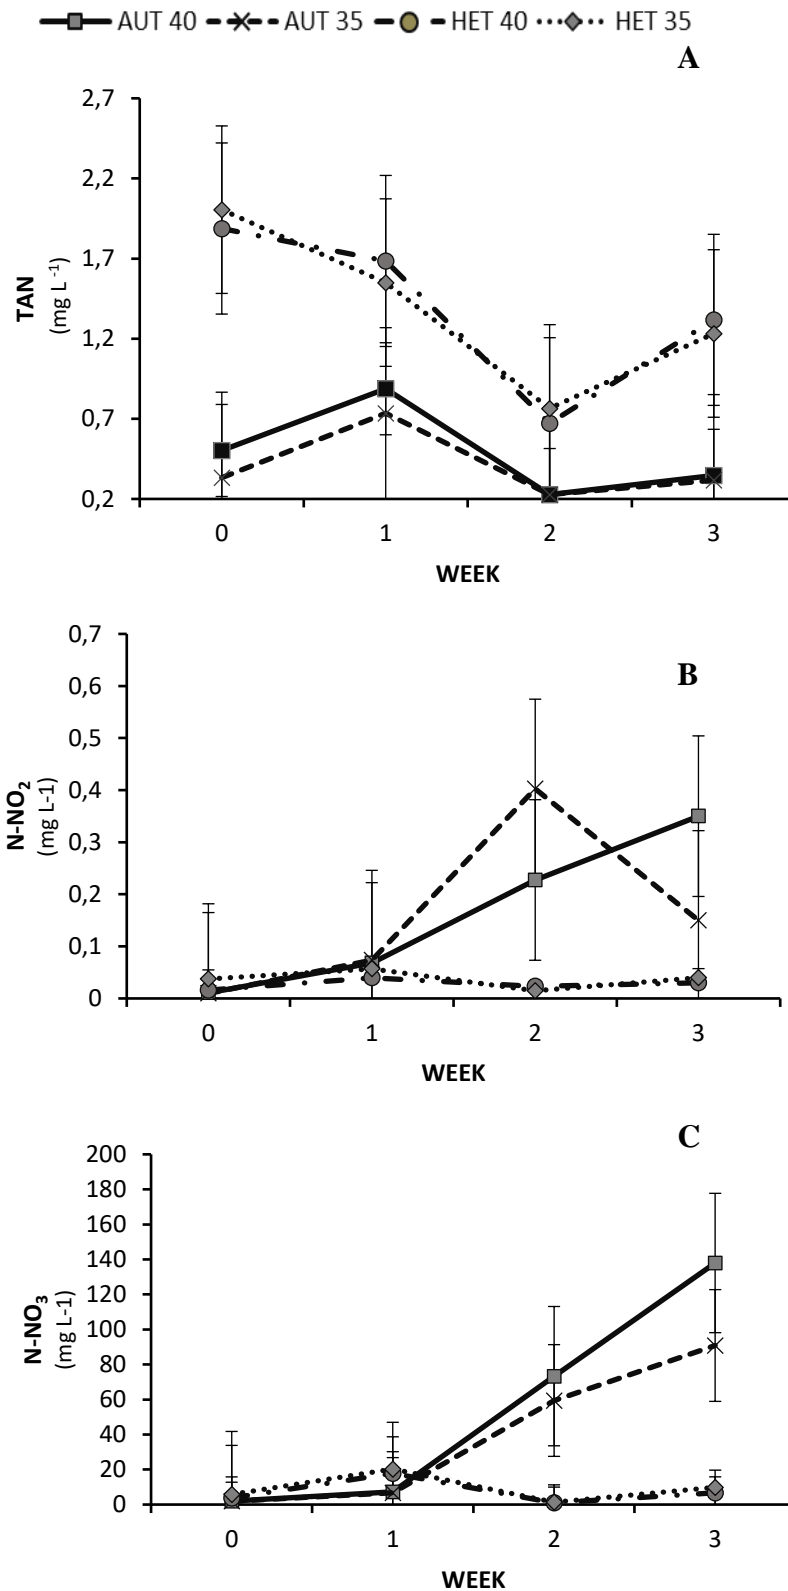 AUT 40 AUT 35 HET 40 HET 35
A
2,7
2,2
1,7
1,2
0,7
0,2
TAN
(mg L -1)
0 1 2 3
WEEK
B
0,7
0,6
0,5
0,4
0,3
0,2
0,1
0
N-NO2
(mg L-1)
0 1 2 3
WEEK
C
200
180
160
140
120
100
80
60
40
20
0
N-NO3
(mg L-1)
0 1 2 3
WEEK